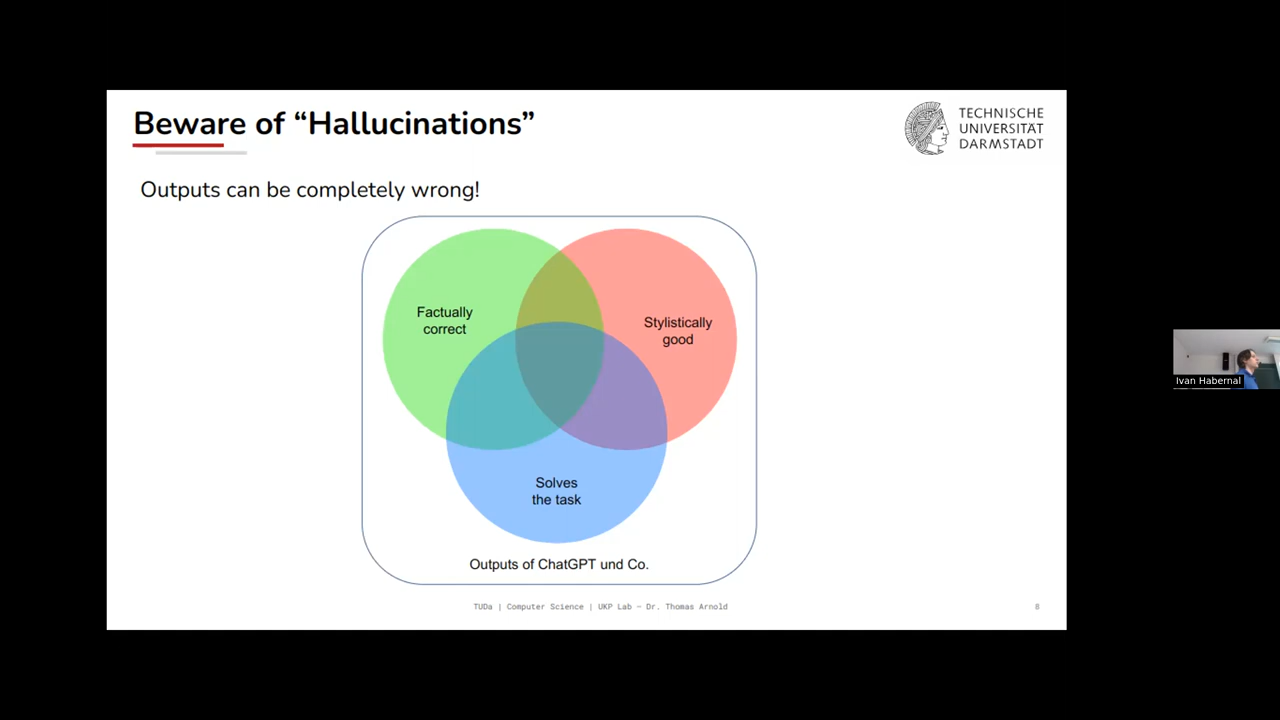 Beware of “Hallucinations”
TECHNISCHE
UNIVERSITÄT
DARMSTADT
Outputs can be completely wrong!
Factually
correct
Stylistically
good
Solves
the task
Outputs of ChatGPT und Co.
TUDa | Computer Science | UKP Lab – Dr. Thomas Arnold
8
Ivan Habernal